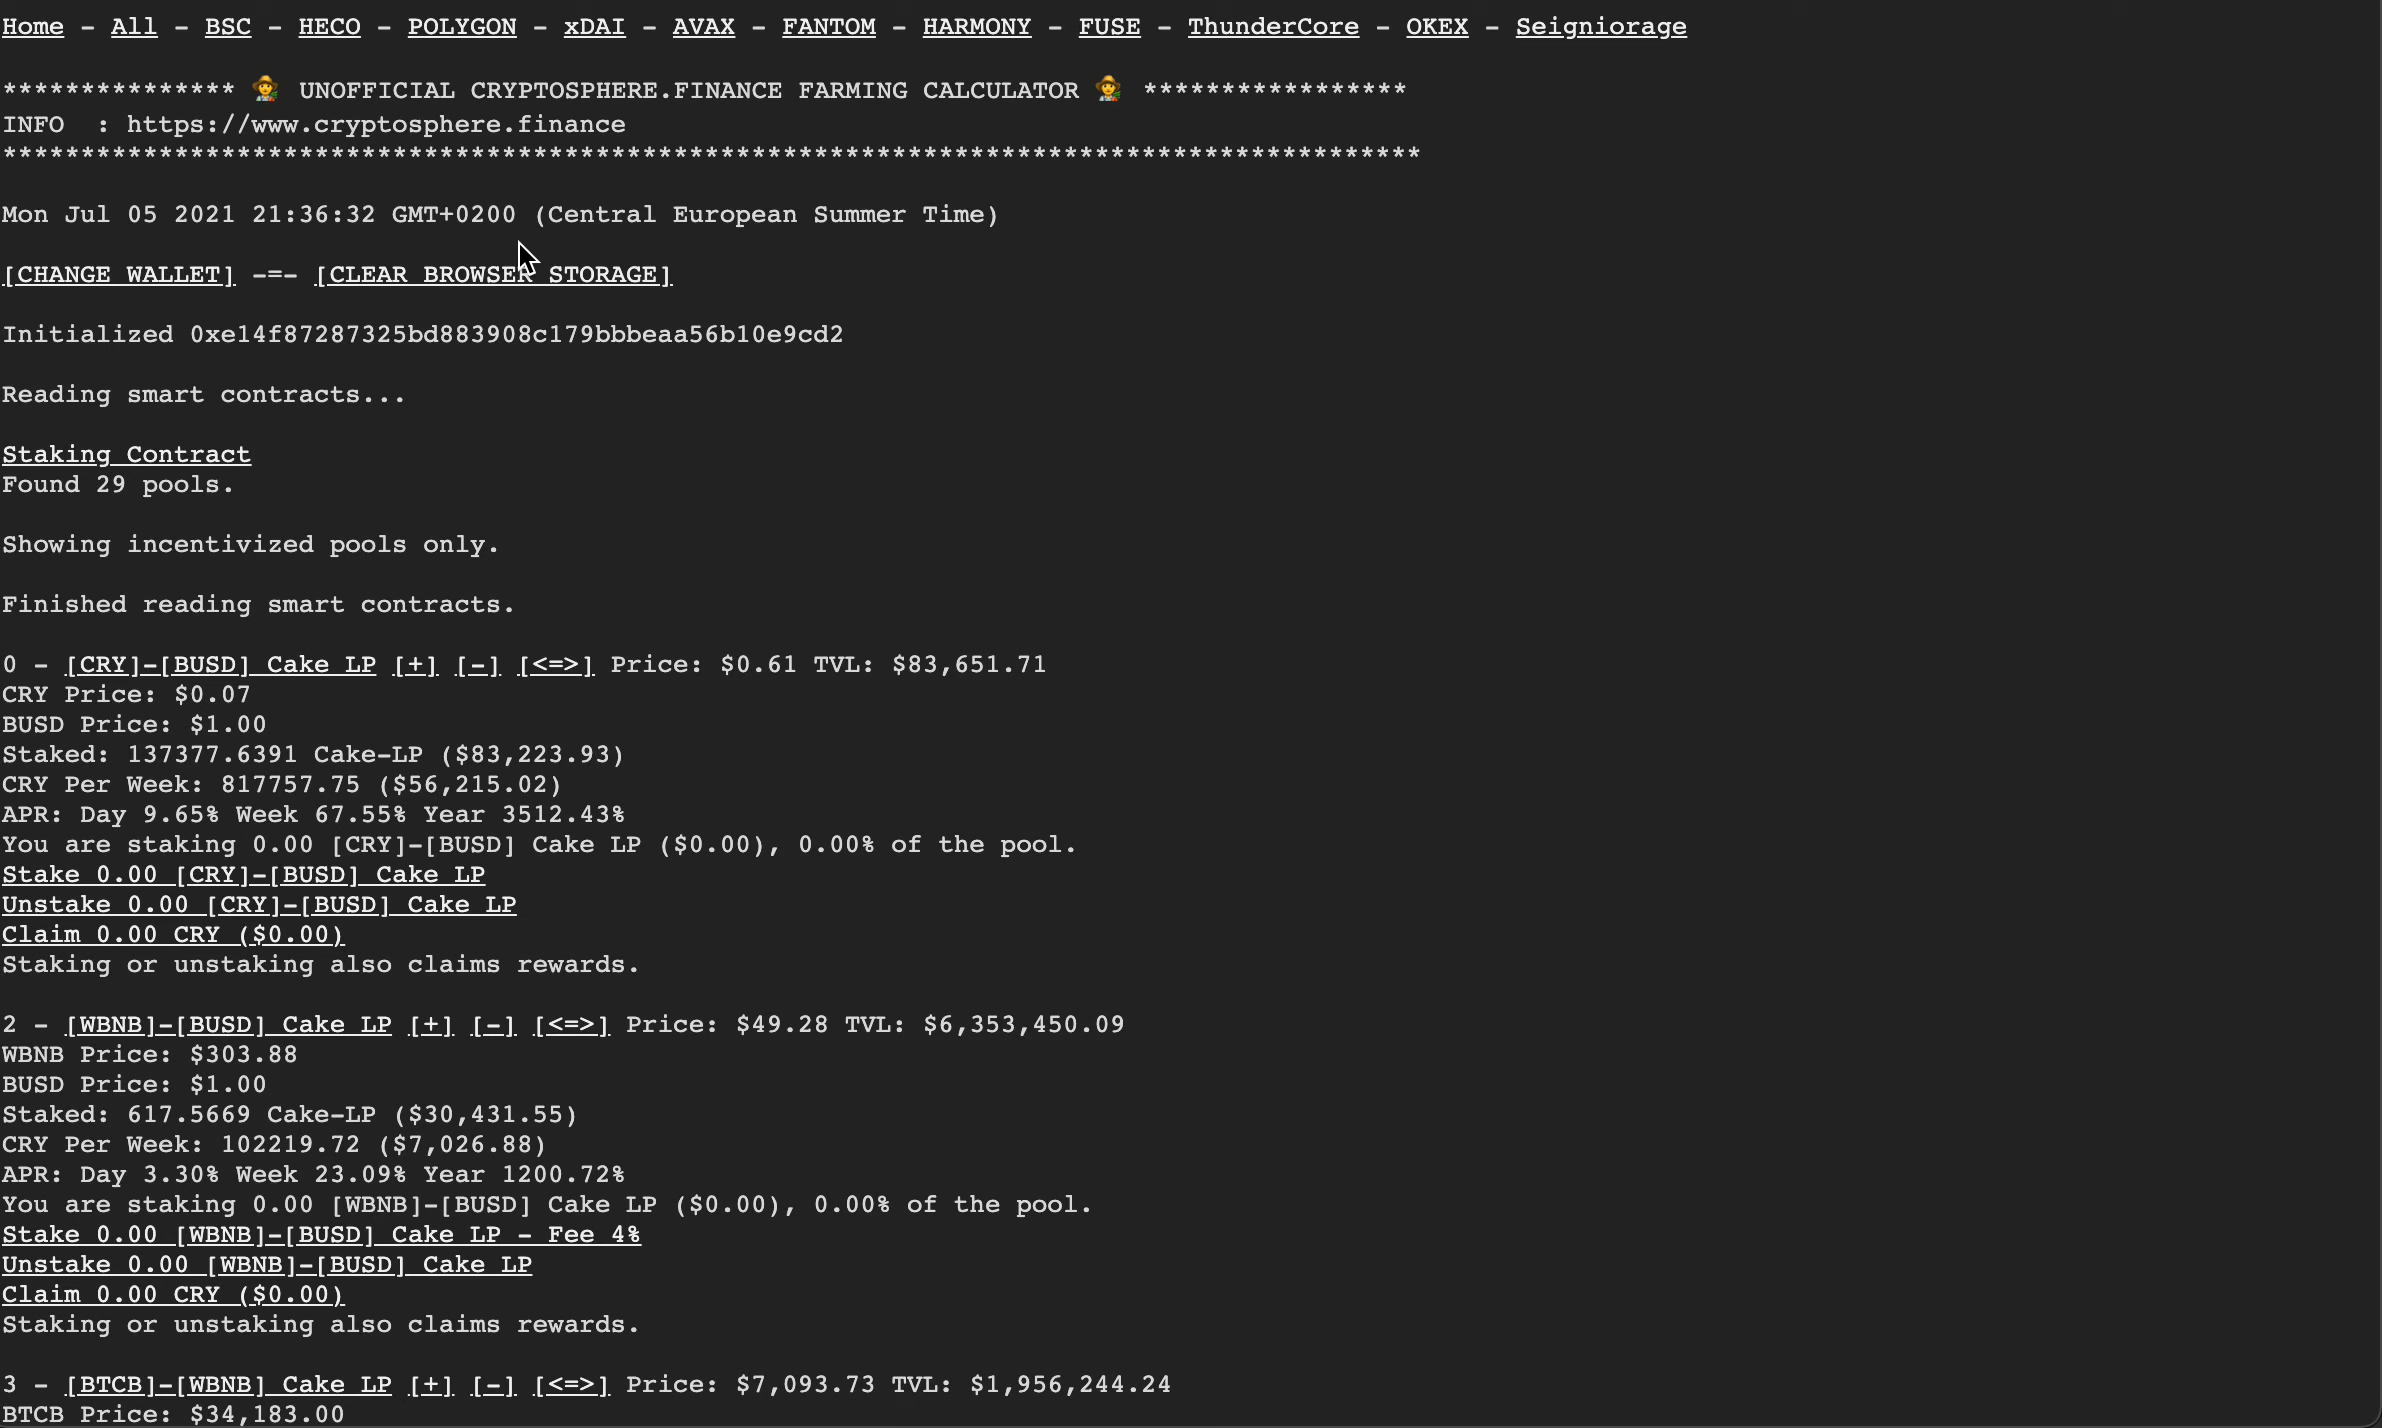 Home - All - BSC - HECO - POLYGON - xDAI - AVAX - FANTOM - HARMONY - FUSE - ThunderCore - OKEX - Seigniorage
*************** 🧑‍🌾 UNOFFICIAL CRYPTOSPHERE.FINANCE FARMING CALCULATOR 🧑‍🌾 *****************
INFO  : https://www.cryptosphere.finance
*******************************************************************************************
Mon Jul 05 2021 21:36:32 GMT+0200 (Central European Summer Time)
[CHANGE WALLET] -=- [CLEAR BROWSER STORAGE]
Initialized 0xe14f87287325bd883908c179bbbeaa56b10e9cd2
Reading smart contracts...
Staking Contract
Found 29 pools.
Showing incentivized pools only.
Finished reading smart contracts.
0 - [CRY]-[BUSD] Cake LP [+] [-] [<=>] Price: $0.61 TVL: $83,651.71
CRY Price: $0.07
BUSD Price: $1.00
Staked: 137377.6391 Cake-LP ($83,223.93)
CRY Per Week: 817757.75 ($56,215.02)
APR: Day 9.65% Week 67.55% Year 3512.43%
You are staking 0.00 [CRY]-[BUSD] Cake LP ($0.00), 0.00% of the pool.
Stake 0.00 [CRY]-[BUSD] Cake LP
Unstake 0.00 [CRY]-[BUSD] Cake LP
Claim 0.00 CRY ($0.00)
Staking or unstaking also claims rewards.
2 - [WBNB]-[BUSD] Cake LP [+] [-] [<=>] Price: $49.28 TVL: $6,353,450.09
WBNB Price: $303.88
BUSD Price: $1.00
Staked: 617.5669 Cake-LP ($30,431.55)
CRY Per Week: 102219.72 ($7,026.88)
APR: Day 3.30% Week 23.09% Year 1200.72%
You are staking 0.00 [WBNB]-[BUSD] Cake LP ($0.00), 0.00% of the pool.
Stake 0.00 [WBNB]-[BUSD] Cake LP - Fee 4%
Unstake 0.00 [WBNB]-[BUSD] Cake LP
Claim 0.00 CRY ($0.00)
Staking or unstaking also claims rewards.
3 - [BTCB]-[WBNB] Cake LP [+] [-] [<=>] Price: $7,093.73 TVL: $1,956,244.24
BTCB Price: $34,183.00